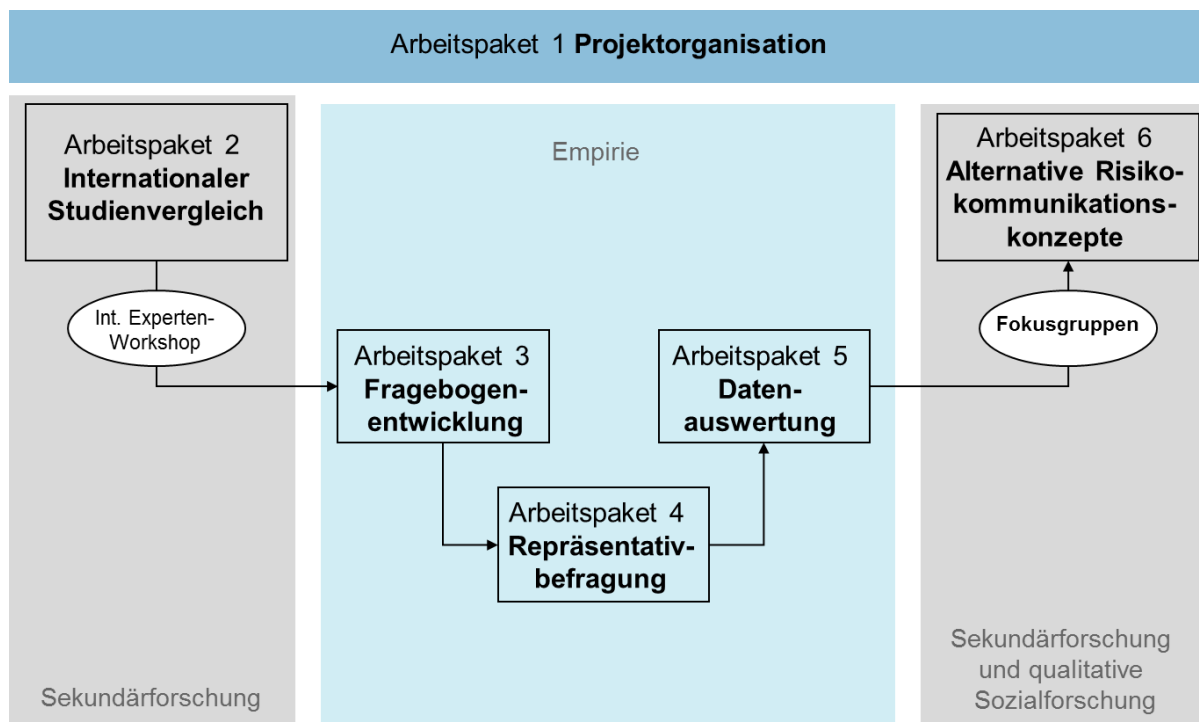 Arbeitspaket 1 Projektorganisation
Arbeitspaket 2
Internationaler
Studienvergleich
Int. Experten-
Workshop
Sekundärforschung
Empirie
Arbeitspaket 3
Fragebogen-
entwicklung
Arbeitspaket 4
Repräsentativ-
befragung
Arbeitspaket 5
Daten-
auswertung
Arbeitspaket 6
Alternative Risiko-
kommunikations-
konzepte
Fokusgruppen
Sekundärforschung
und qualitative
Sozialforschung